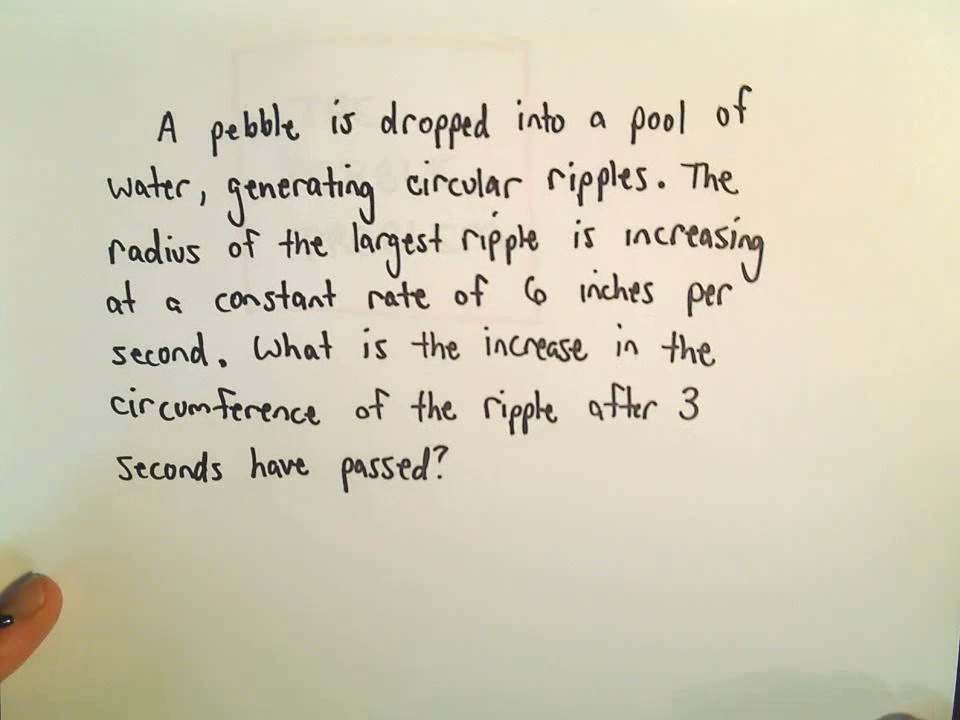 A pebble is dropped into a pool of
water, generating circular ripples. The
radius of the largest ripple is increasing
at a constant rate of 6 inches per
second. What is the increase in the
circumference of the ripple after 3
seconds have passed?